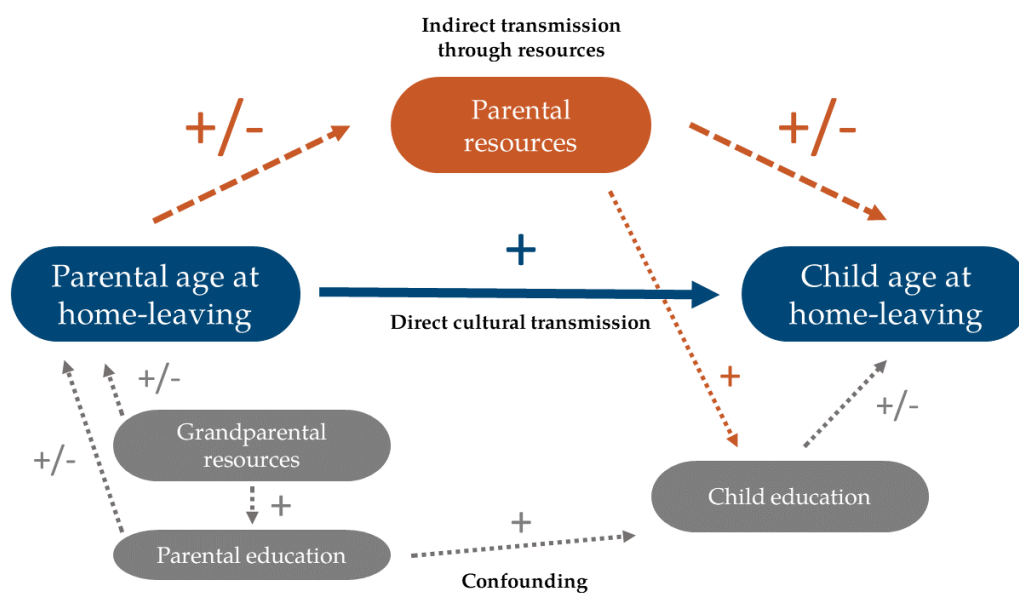 Indirect transmission
through resources
Parental
resources
+/-
+/-
Parental age at
home-leaving
+
Direct cultural transmission
Child age at
home-leaving
+/-
+
+/-
Grandparental
resources
+/-
+
Child education
+
Parental education
Confounding